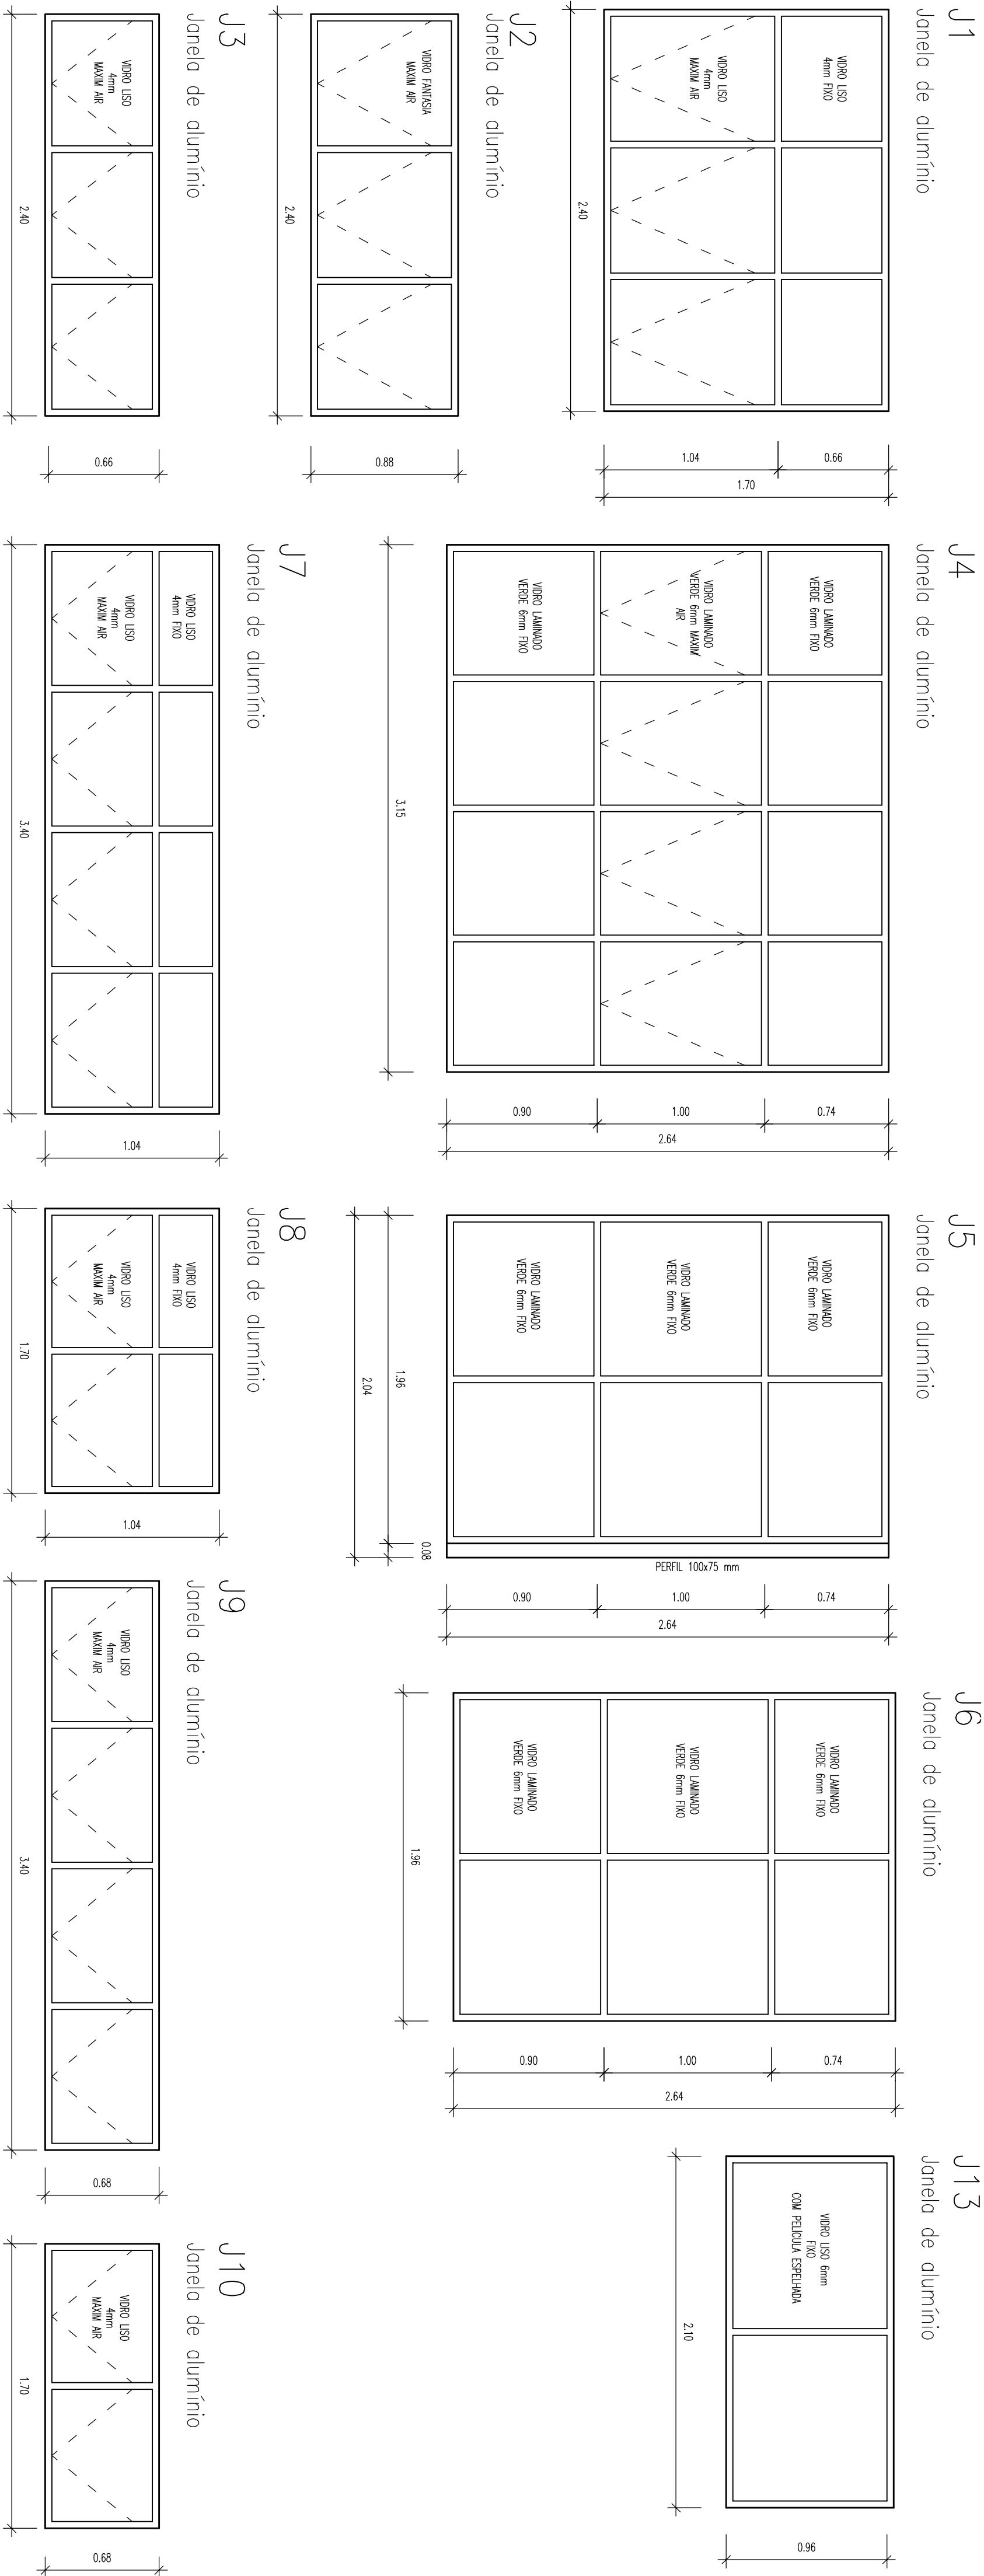 J1
Janela de alumínio
VIDRO LISO
4mm FIXO
VIDRO LISO
4mm
MAXIM AIR
2.40
0.66
1.04
1.70
J2
Janela de alumínio
VIDRO FANTASIA
MAXIM AIR
2.40
0.88
J3
Janela de alumínio
VIDRO LISO
4mm
MAXIM AIR
2.40
0.66
J4
Janela de alumínio
VIDRO LAMINADO
VERDE 6mm FIXO
VIDRO LAMINADO
VERDE 6mm MAXIM
AIR
VIDRO LAMINADO
VERDE 6mm FIXO
3.15
0.74
1.00
0.90
2.64
J7
Janela de alumínio
VIDRO LISO
4mm FIXO
VIDRO LISO
4mm
MAXIM AIR
3.40
1.04
J5
Janela de alumínio
VIDRO LAMINADO
VERDE 6mm FIXO
VIDRO LAMINADO
VERDE 6mm FIXO
VIDRO LAMINADO
VERDE 6mm FIXO
PERFIL 100x75 mm
1.96
0.08
2.04
0.74
1.00
0.90
2.64
J8
Janela de alumínio
VIDRO LISO
4mm FIXO
VIDRO LISO
4mm
MAXIM AIR
1.70
1.04
J6
Janela de alumínio
VIDRO LAMINADO
VERDE 6mm FIXO
VIDRO LAMINADO
VERDE 6mm FIXO
VIDRO LAMINADO
VERDE 6mm FIXO
1.96
0.74
1.00
0.90
2.64
J9
Janela de alumínio
VIDRO LISO
4mm
MAXIM AIR
3.40
0.68
J13
Janela de alumínio
VIDRO LISO 6mm
FIXO
COM PELÍCULA ESPELHADA
2.10
0.96
J10
Janela de alumínio
VIDRO LISO
4mm
MAXIM AIR
1.70
0.68